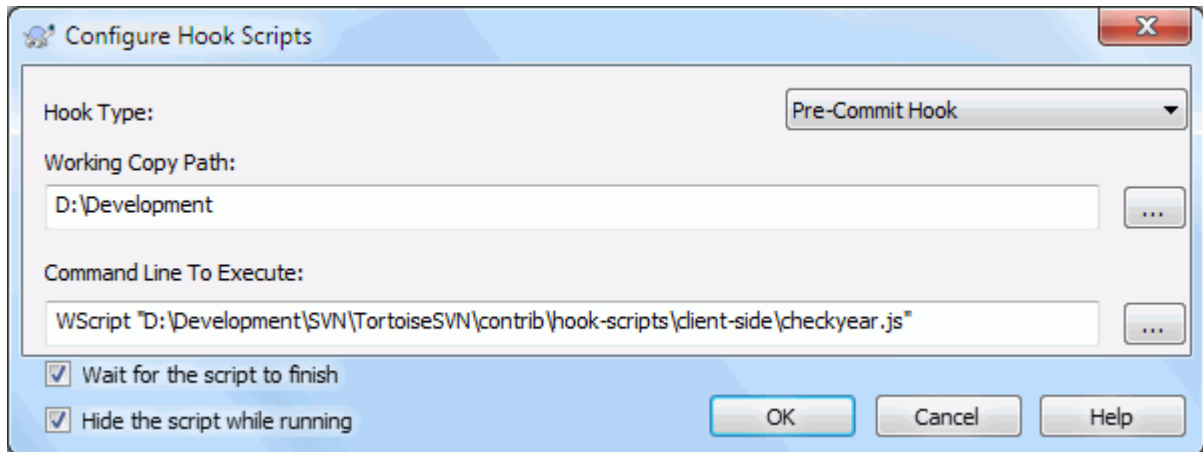 Configure Hook Scripts
Hook Type:
Pre-Commit Hook
Working Copy Path:
D:\Development
...
Command Line To Execute:
WScript "D:\Development\SVN\TortoiseSVN\contrib\hook-scripts\client-side\checkyear.js"
...
Wait for the script to finish
Hide the script while running
OK
Cancel
Help